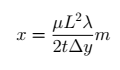 x = \frac{\mu L^2 \lambda}{2t\Delta y} m